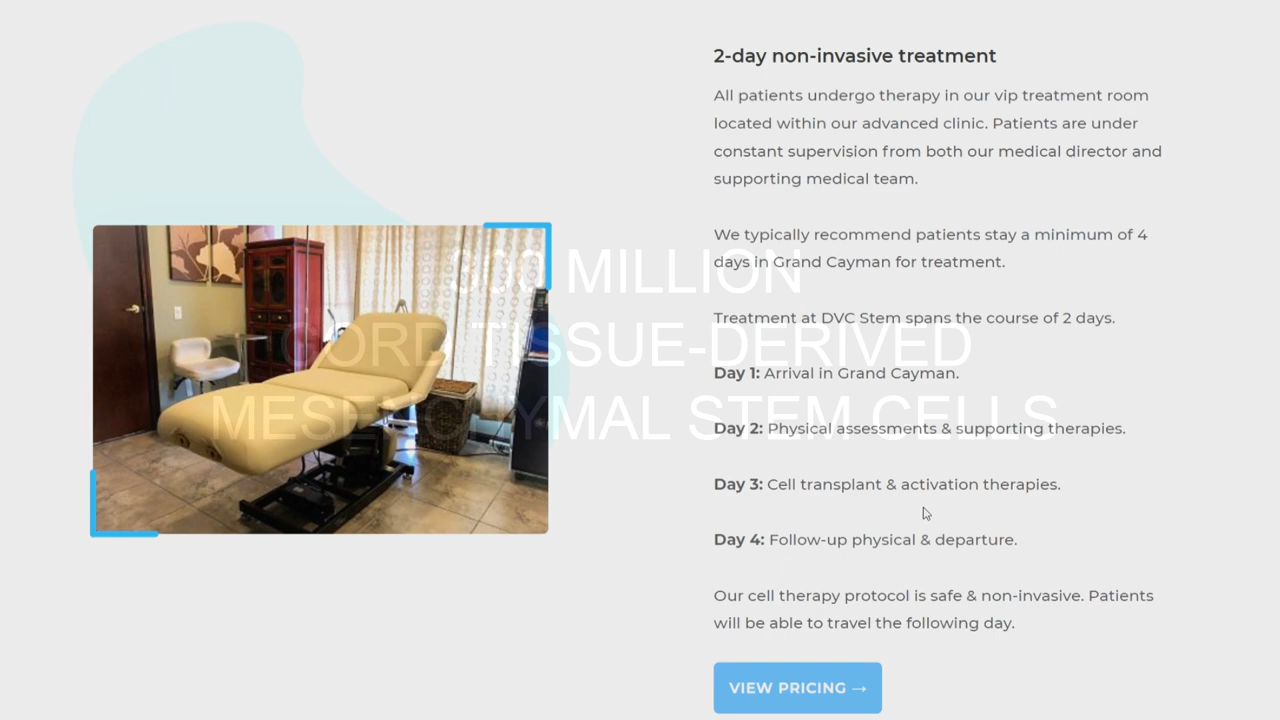 2-day non-invasive treatment
All patients undergo therapy in our vip treatment room
located within our advanced clinic. Patients are under
constant supervision from both our medical director and
supporting medical team.
We typically recommend patients stay a minimum of 4
days in Grand Cayman for treatment.
Treatment at DVC Stem spans the course of 2 days.
Day 1: Arrival in Grand Cayman.
Day 2: Physical assessments & supporting therapies.
Day 3: Cell transplant & activation therapies.
Day 4: Follow-up physical & departure.
Our cell therapy protocol is safe & non-invasive. Patients
will be able to travel the following day.
VIEW PRICING →
300 MILLION
CORD TISSUE-DERIVED
MESENCHYMAL STEM CELLS